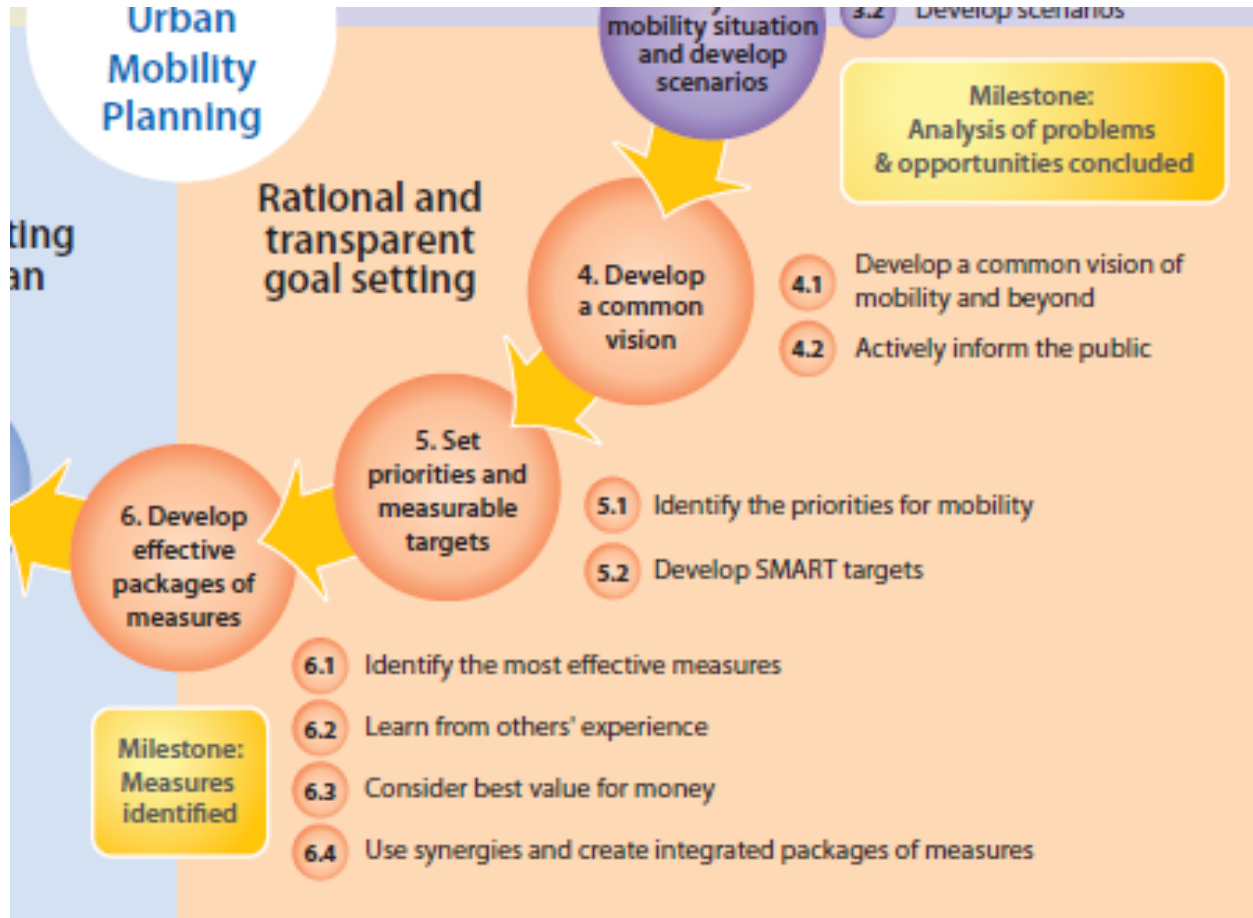 Urban
Mobility
Planning
mobility situation
and develop
scenarios
3.2 Develop scenarios
Milestone:
Analysis of problems
& opportunities concluded
Rational and
transparent
goal setting
4. Develop
a common
vision
4.1 Develop a common vision of
mobility and beyond
4.2 Actively inform the public
5. Set
priorities and
measurable
targets
5.1 Identify the priorities for mobility
5.2 Develop SMART targets
6. Develop
effective
packages of
measures
6.1 Identify the most effective measures
6.2 Learn from others' experience
6.3 Consider best value for money
6.4 Use synergies and create integrated packages of measures
Milestone:
Measures
identified